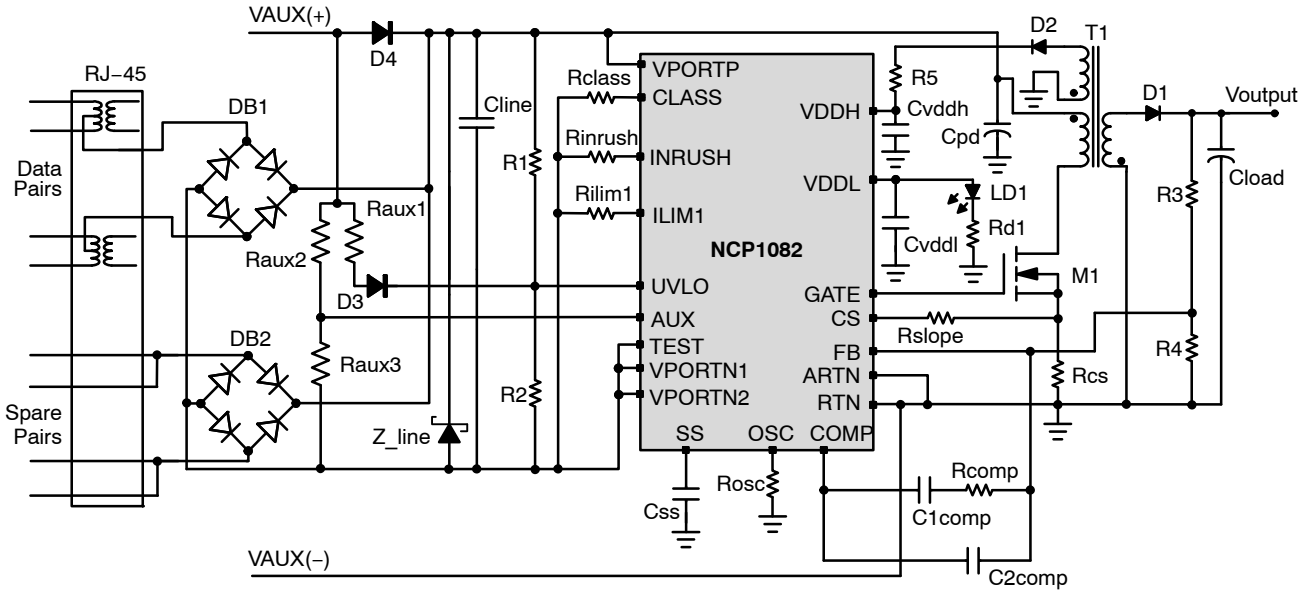 VAUX(+)
D4
RJ−45
DB1
Data
Pairs
Cline
R1
Raux1
Raux2
D3
Raux3
DB2
Spare
Pairs
Z_line
R2
Rclass
Rinrush
Rilim1
VPORTP
CLASS
INRUSH
ILIM1
NCP1082
UVLO
AUX
TEST
VPORTN1
VPORTN2
SS
OSC
COMP
VDDH
VDDL
GATE
CS
FB
ARTN
RTN
R5
D2
T1
Cvddh
Cpd
D1
Voutput
Cload
R3
LD1
Rd1
Cvddl
M1
Rslope
Rcs
R4
Css
Rosc
Rcomp
C1comp
C2comp
VAUX(−)